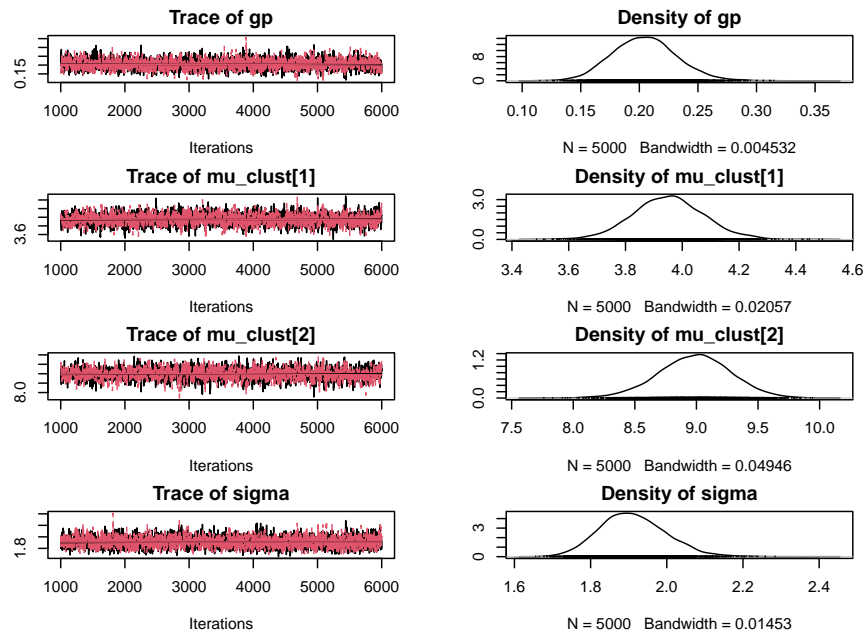 Trace of gp
0.15
1000 2000 3000 4000 5000 6000
Iterations
Density of gp
0 8
0.10 0.15 0.20 0.25 0.30 0.35
N = 5000 Bandwidth = 0.004532
Trace of mu_clust[1]
3.6
1000 2000 3000 4000 5000 6000
Iterations
Density of mu_clust[1]
0.0 3.0
3.4 3.6 3.8 4.0 4.2 4.4 4.6
N = 5000 Bandwidth = 0.02057
Trace of mu_clust[2]
8.0
1000 2000 3000 4000 5000 6000
Iterations
Density of mu_clust[2]
0.0 1.2
7.5 8.0 8.5 9.0 9.5 10.0
N = 5000 Bandwidth = 0.04946
Trace of sigma
1.8
1000 2000 3000 4000 5000 6000
Iterations
Density of sigma
0 3
1.6 1.8 2.0 2.2 2.4
N = 5000 Bandwidth = 0.01453